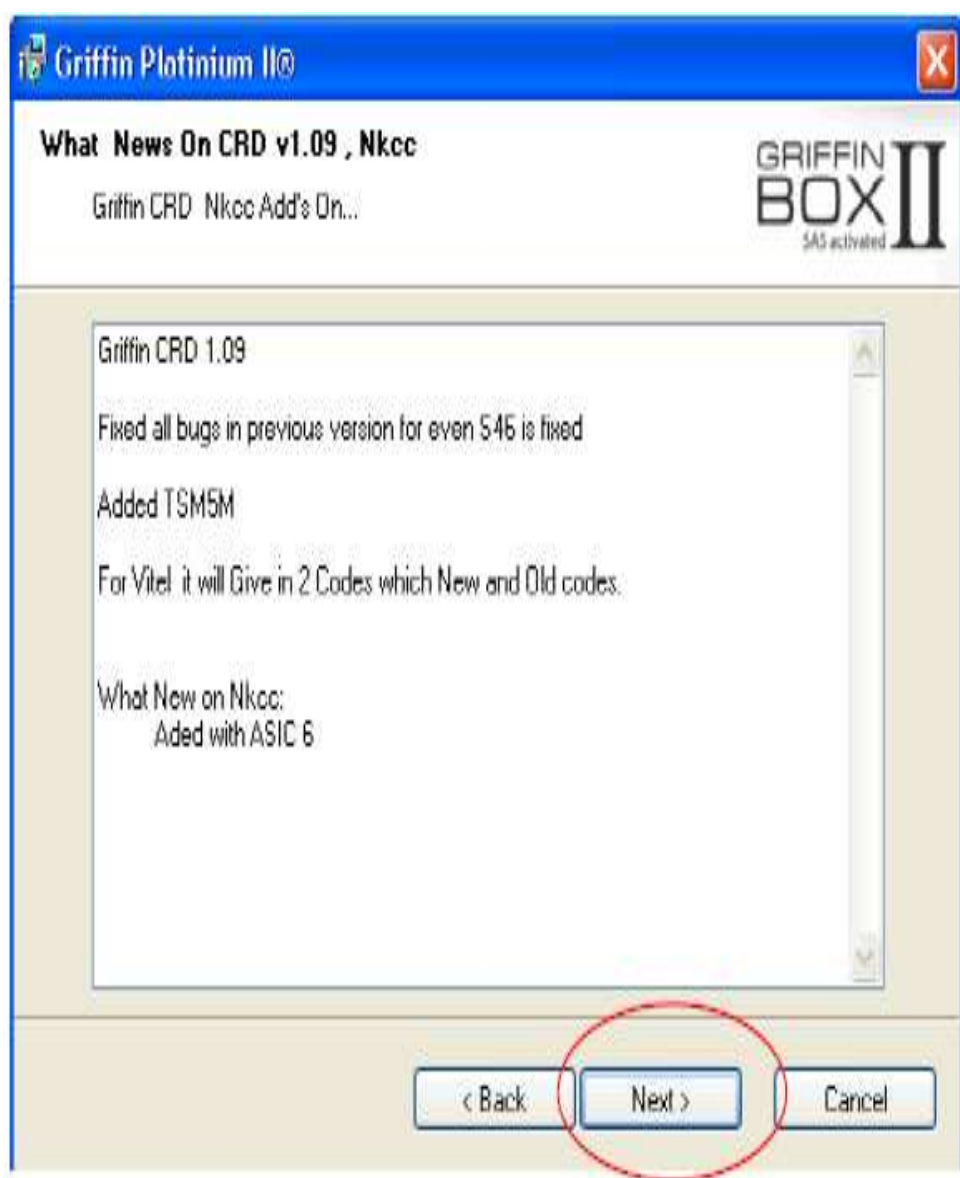 Griffin Platinium II®
What News On CRD v1.09 , Nkcc
Griffin CRD Nkcc Add's On...
GRIFFIN
BOX II
SAS activated
Griffin CRD 1.09
Fixed all bugs in previous version for even 546 is fixed
Added TSM5M
For Vitel it will Give in 2 Codes which New and Old codes.
What New on Nkcc:
Aded with ASIC 6
< Back
Next >
Cancel